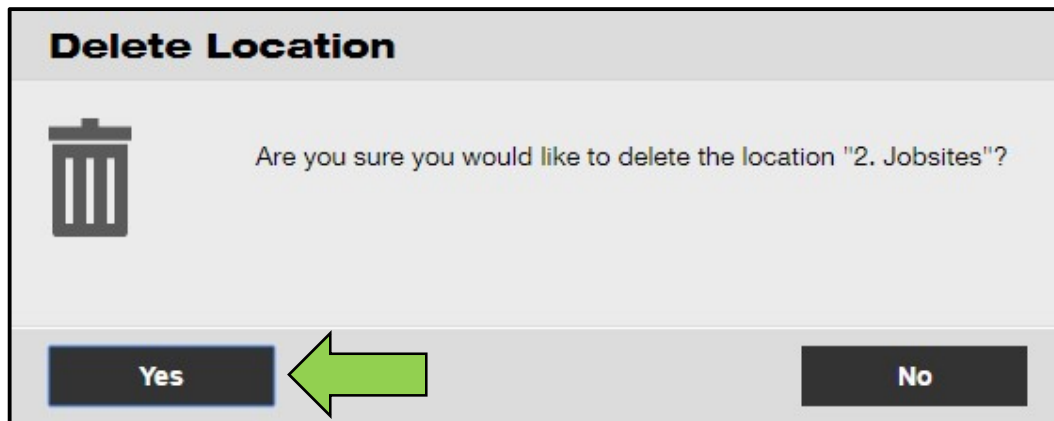 Delete Location
Are you sure you would like to delete the location "2. Jobsites"?
Yes
No